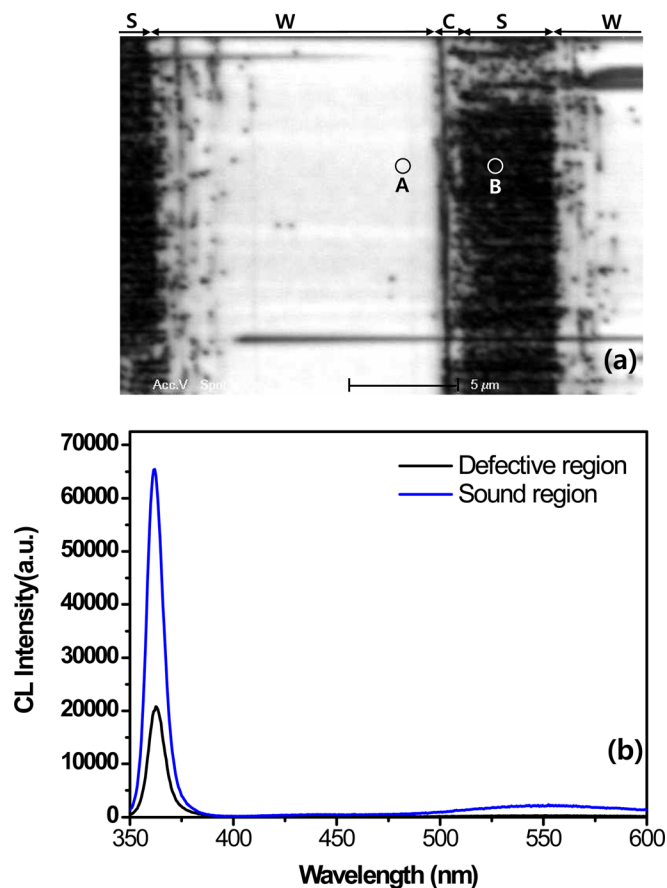 S W C S W
A B
(a)
Acc.V Spot 5 µm
70000
60000
50000
40000
30000
20000
10000
0
CL Intensity(a.u.)
Defective region
Sound region
(b)
350 400 450 500 550 600
Wavelength (nm)